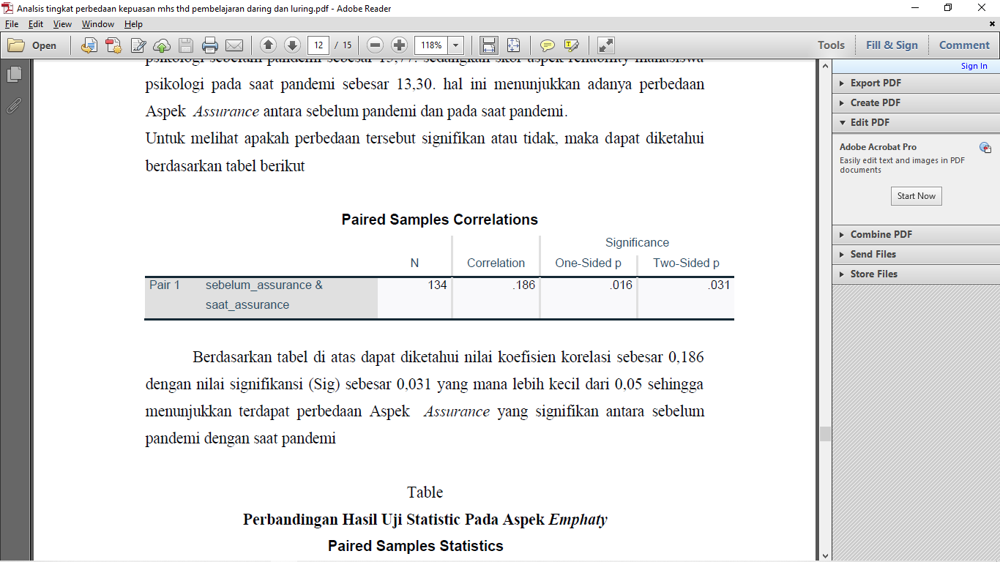 Analsis tingkat perbedaan kepuasan mhs thd pembelajaran daring dan luring.pdf - Adobe Reader
File Edit View Window Help
Open 12 / 15 118% Tools Fill & Sign Comment
Sign In
Export PDF
Create PDF
Edit PDF
Adobe Acrobat Pro
Easily edit text and images in PDF
documents
Start Now
Combine PDF
Send Files
Store Files
psikologi sebelum pandemi sebesar 13,77. sedangkan skor aspek reliability mahasiswa
psikologi pada saat pandemi sebesar 13,30. hal ini menunjukkan adanya perbedaan
Aspek Assurance antara sebelum pandemi dan pada saat pandemi.
Untuk melihat apakah perbedaan tersebut signifikan atau tidak, maka dapat diketahui
berdasarkan tabel berikut
Paired Samples Correlations
Significance
N Correlation One-Sided p Two-Sided p
Pair 1 sebelum_assurance & 134 .186 .016 .031
saat_assurance
Berdasarkan tabel di atas dapat diketahui nilai koefisien korelasi sebesar 0,186
dengan nilai signifikansi (Sig) sebesar 0,031 yang mana lebih kecil dari 0,05 sehingga
menunjukkan terdapat perbedaan Aspek Assurance yang signifikan antara sebelum
pandemi dengan saat pandemi
Table
Perbandingan Hasil Uji Statistic Pada Aspek Emphaty
Paired Samples Statistics